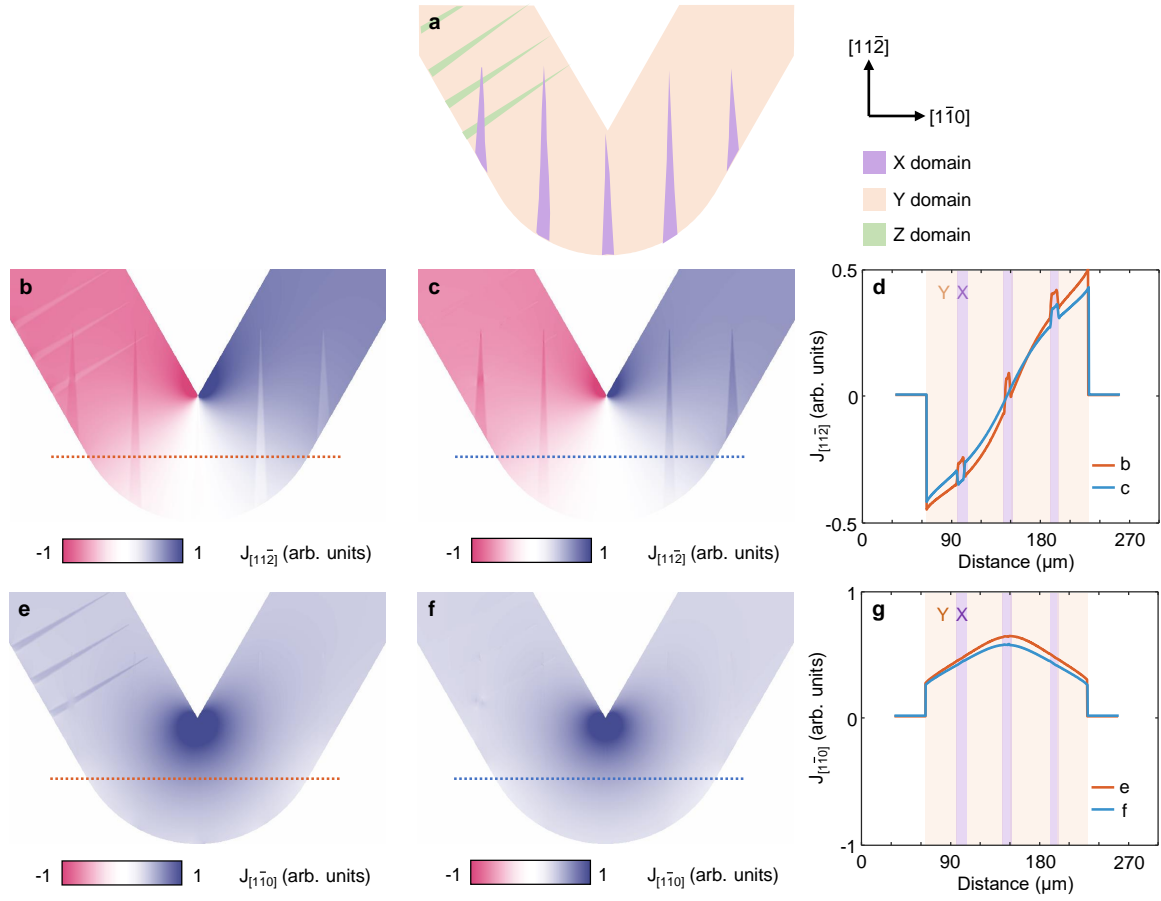 a
[112̄]
[11̄0]
X domain
Y domain
Z domain
b
c
d
0.5
Y X
0
-0.5
J[112̄] (arb. units)
b
c
0 90 180 270
Distance (µm)
-1 1 J[112̄] (arb. units)
-1 1 J[112̄] (arb. units)
e
f
g
1
Y X
0
-1
J[11̄0] (arb. units)
e
f
0 90 180 270
Distance (µm)
-1 1 J[11̄0] (arb. units)
-1 1 J[11̄0] (arb. units)